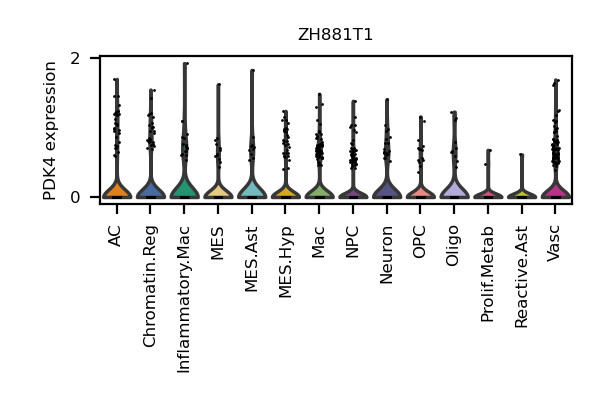 ZH881T1
PDK4 expression
2
0
AC
Chromatin.Reg
Inflammatory.Mac
MES
MES.Ast
MES.Hyp
Mac
NPC
Neuron
OPC
Oligo
Prolif.Metab
Reactive.Ast
Vasc